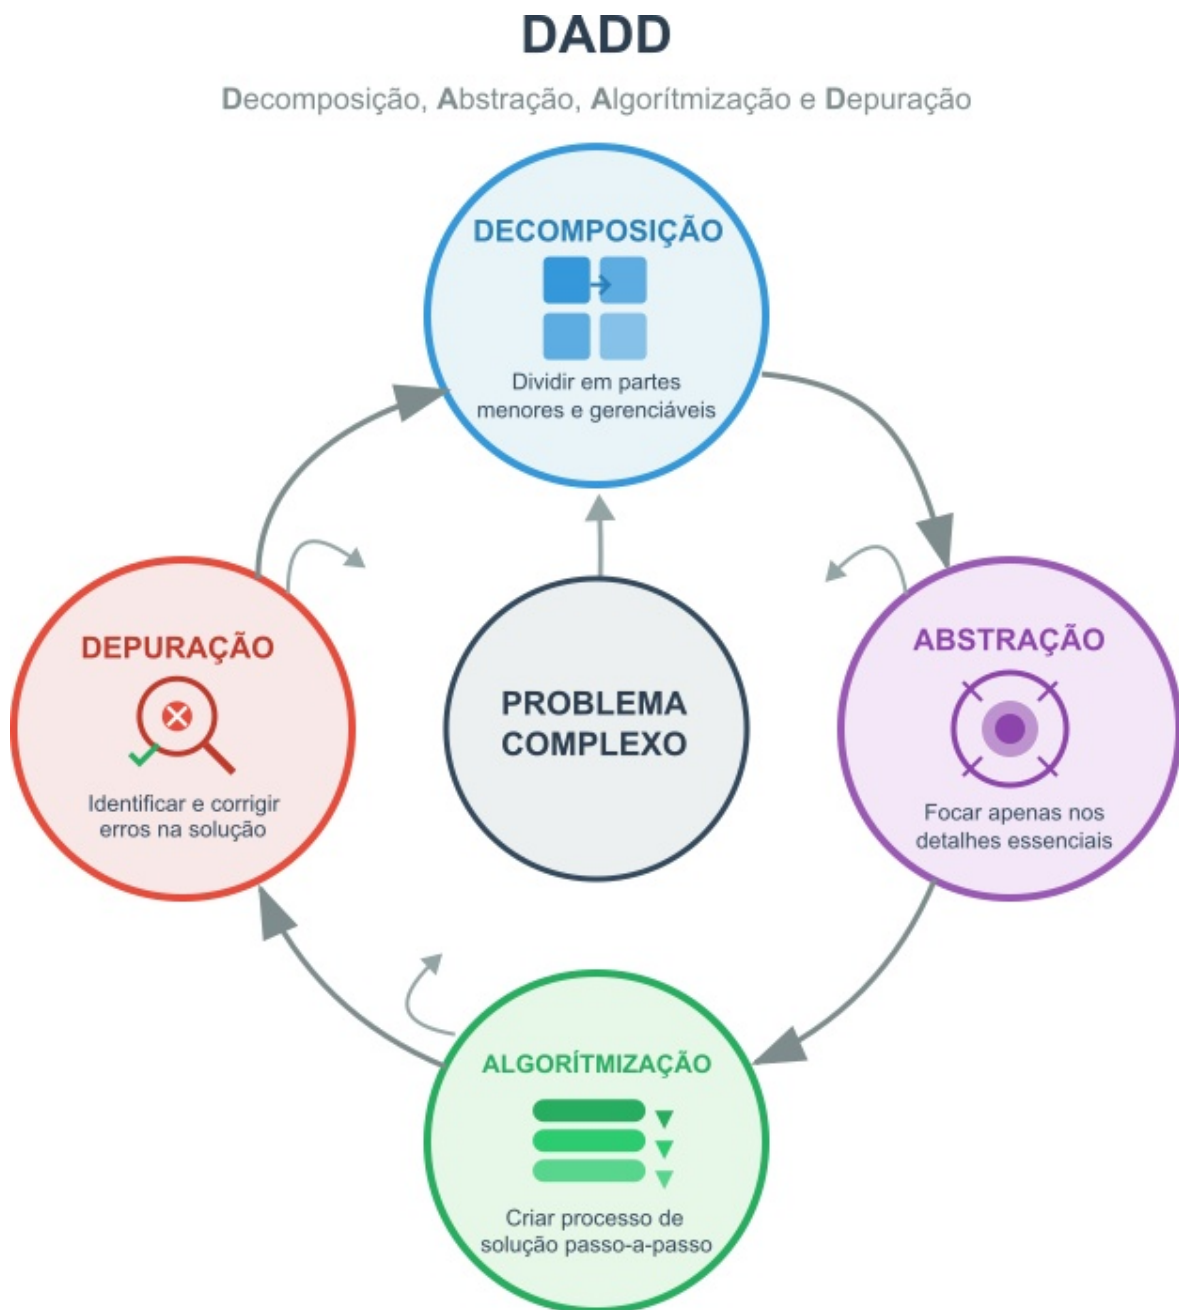 DADD
Decomposição, Abstração, Algorítmização e Depuração
DECOMPOSIÇÃO
Dividir em partes
menores e gerenciáveis
DEPURAÇÃO
Identificar e corrigir
erros na solução
PROBLEMA
COMPLEXO
ABSTRAÇÃO
Focar apenas nos
detalhes essenciais
ALGORÍTMIZAÇÃO
Criar processo de
solução passo-a-passo